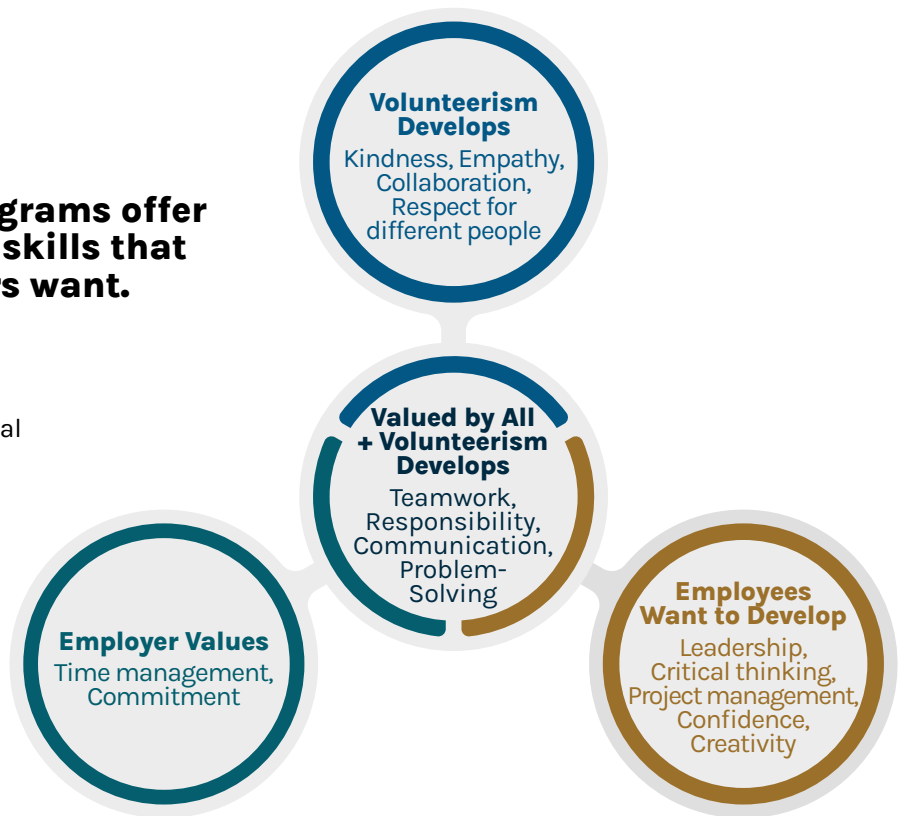 Volunteerism
Develops
Kindness, Empathy,
Collaboration,
Respect for
different people
grams offer
skills that
s want.
al
Valued by All
+ Volunteerism
Develops
Teamwork,
Responsibility,
Communication,
Problem-
Solving
Employer Values
Time management,
Commitment
Employees
Want to Develop
Leadership,
Critical thinking,
Project management,
Confidence,
Creativity